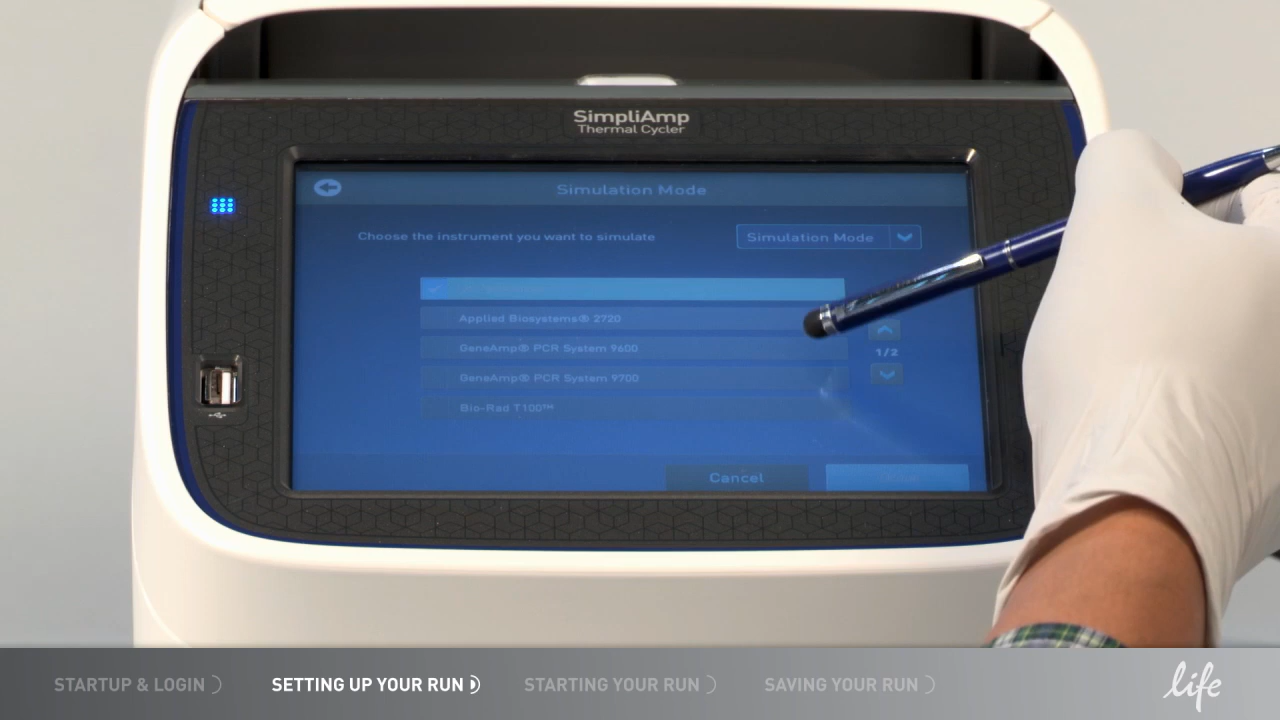 SimpliAmp
Thermal Cycler
Simulation Mode
Choose the instrument you want to simulate
Simulation Mode
Applied Biosystems® 2720
GeneAmp® PCR System 9600
1/2
GeneAmp® PCR System 9700
Bio-Rad T100™
Cancel
STARTUP & LOGIN
SETTING UP YOUR RUN
STARTING YOUR RUN
SAVING YOUR RUN
life